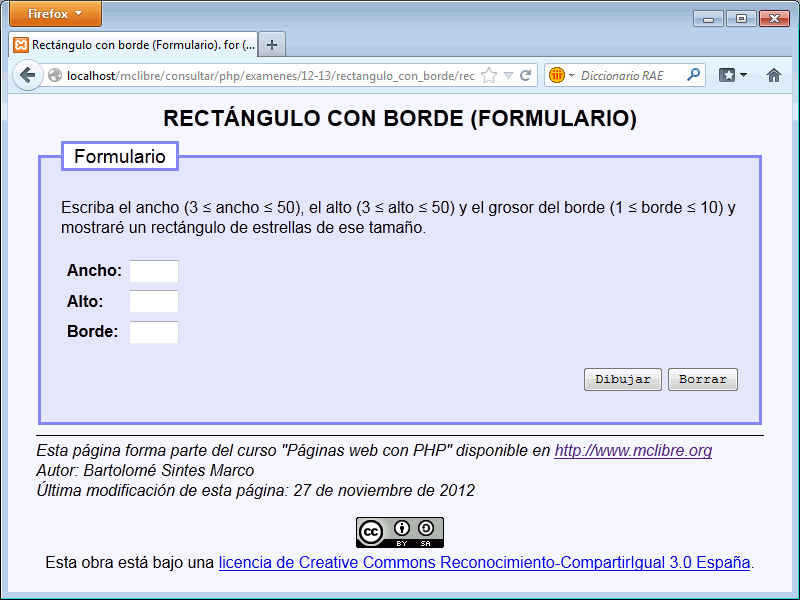 Firefox
Rectángulo con borde (Formulario). for (...
localhost/mclibre/consultar/php/examenes/12-13/rectangulo_con_borde/rec
Diccionario RAE
RECTÁNGULO CON BORDE (FORMULARIO)
Formulario
Escriba el ancho (3 ≤ ancho ≤ 50), el alto (3 ≤ alto ≤ 50) y el grosor del borde (1 ≤ borde ≤ 10) y
mostraré un rectángulo de estrellas de ese tamaño.
Ancho:
Alto:
Borde:
Dibujar Borrar
Esta página forma parte del curso "Páginas web con PHP" disponible en http://www.mclibre.org
Autor: Bartolomé Sintes Marco
Última modificación de esta página: 27 de noviembre de 2012
cc BY SA
Esta obra está bajo una licencia de Creative Commons Reconocimiento-CompartirIgual 3.0 España.